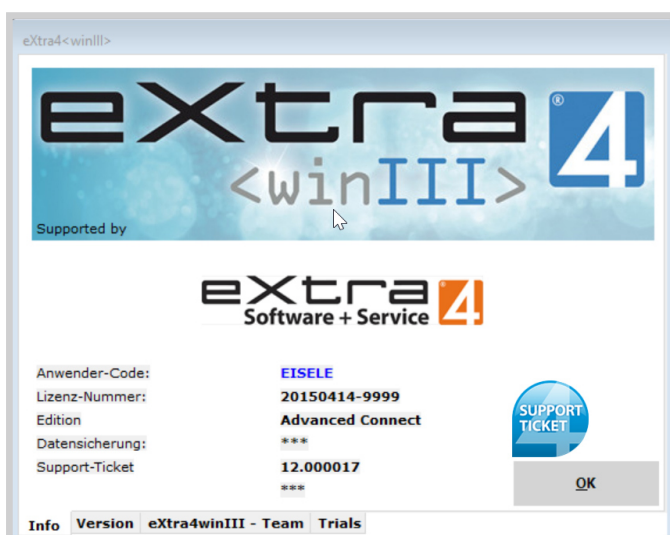 eXtra4<winIII>
extra 4®
<winIII>
Supported by
extra 4
Software + Service
Anwender-Code: EISELE
Lizenz-Nummer: 20150414-9999
Edition Advanced Connect
Datensicherung: ***
Support-Ticket 12.000017
***
SUPPORT
TICKET
OK
Info Version eXtra4winIII - Team Trials